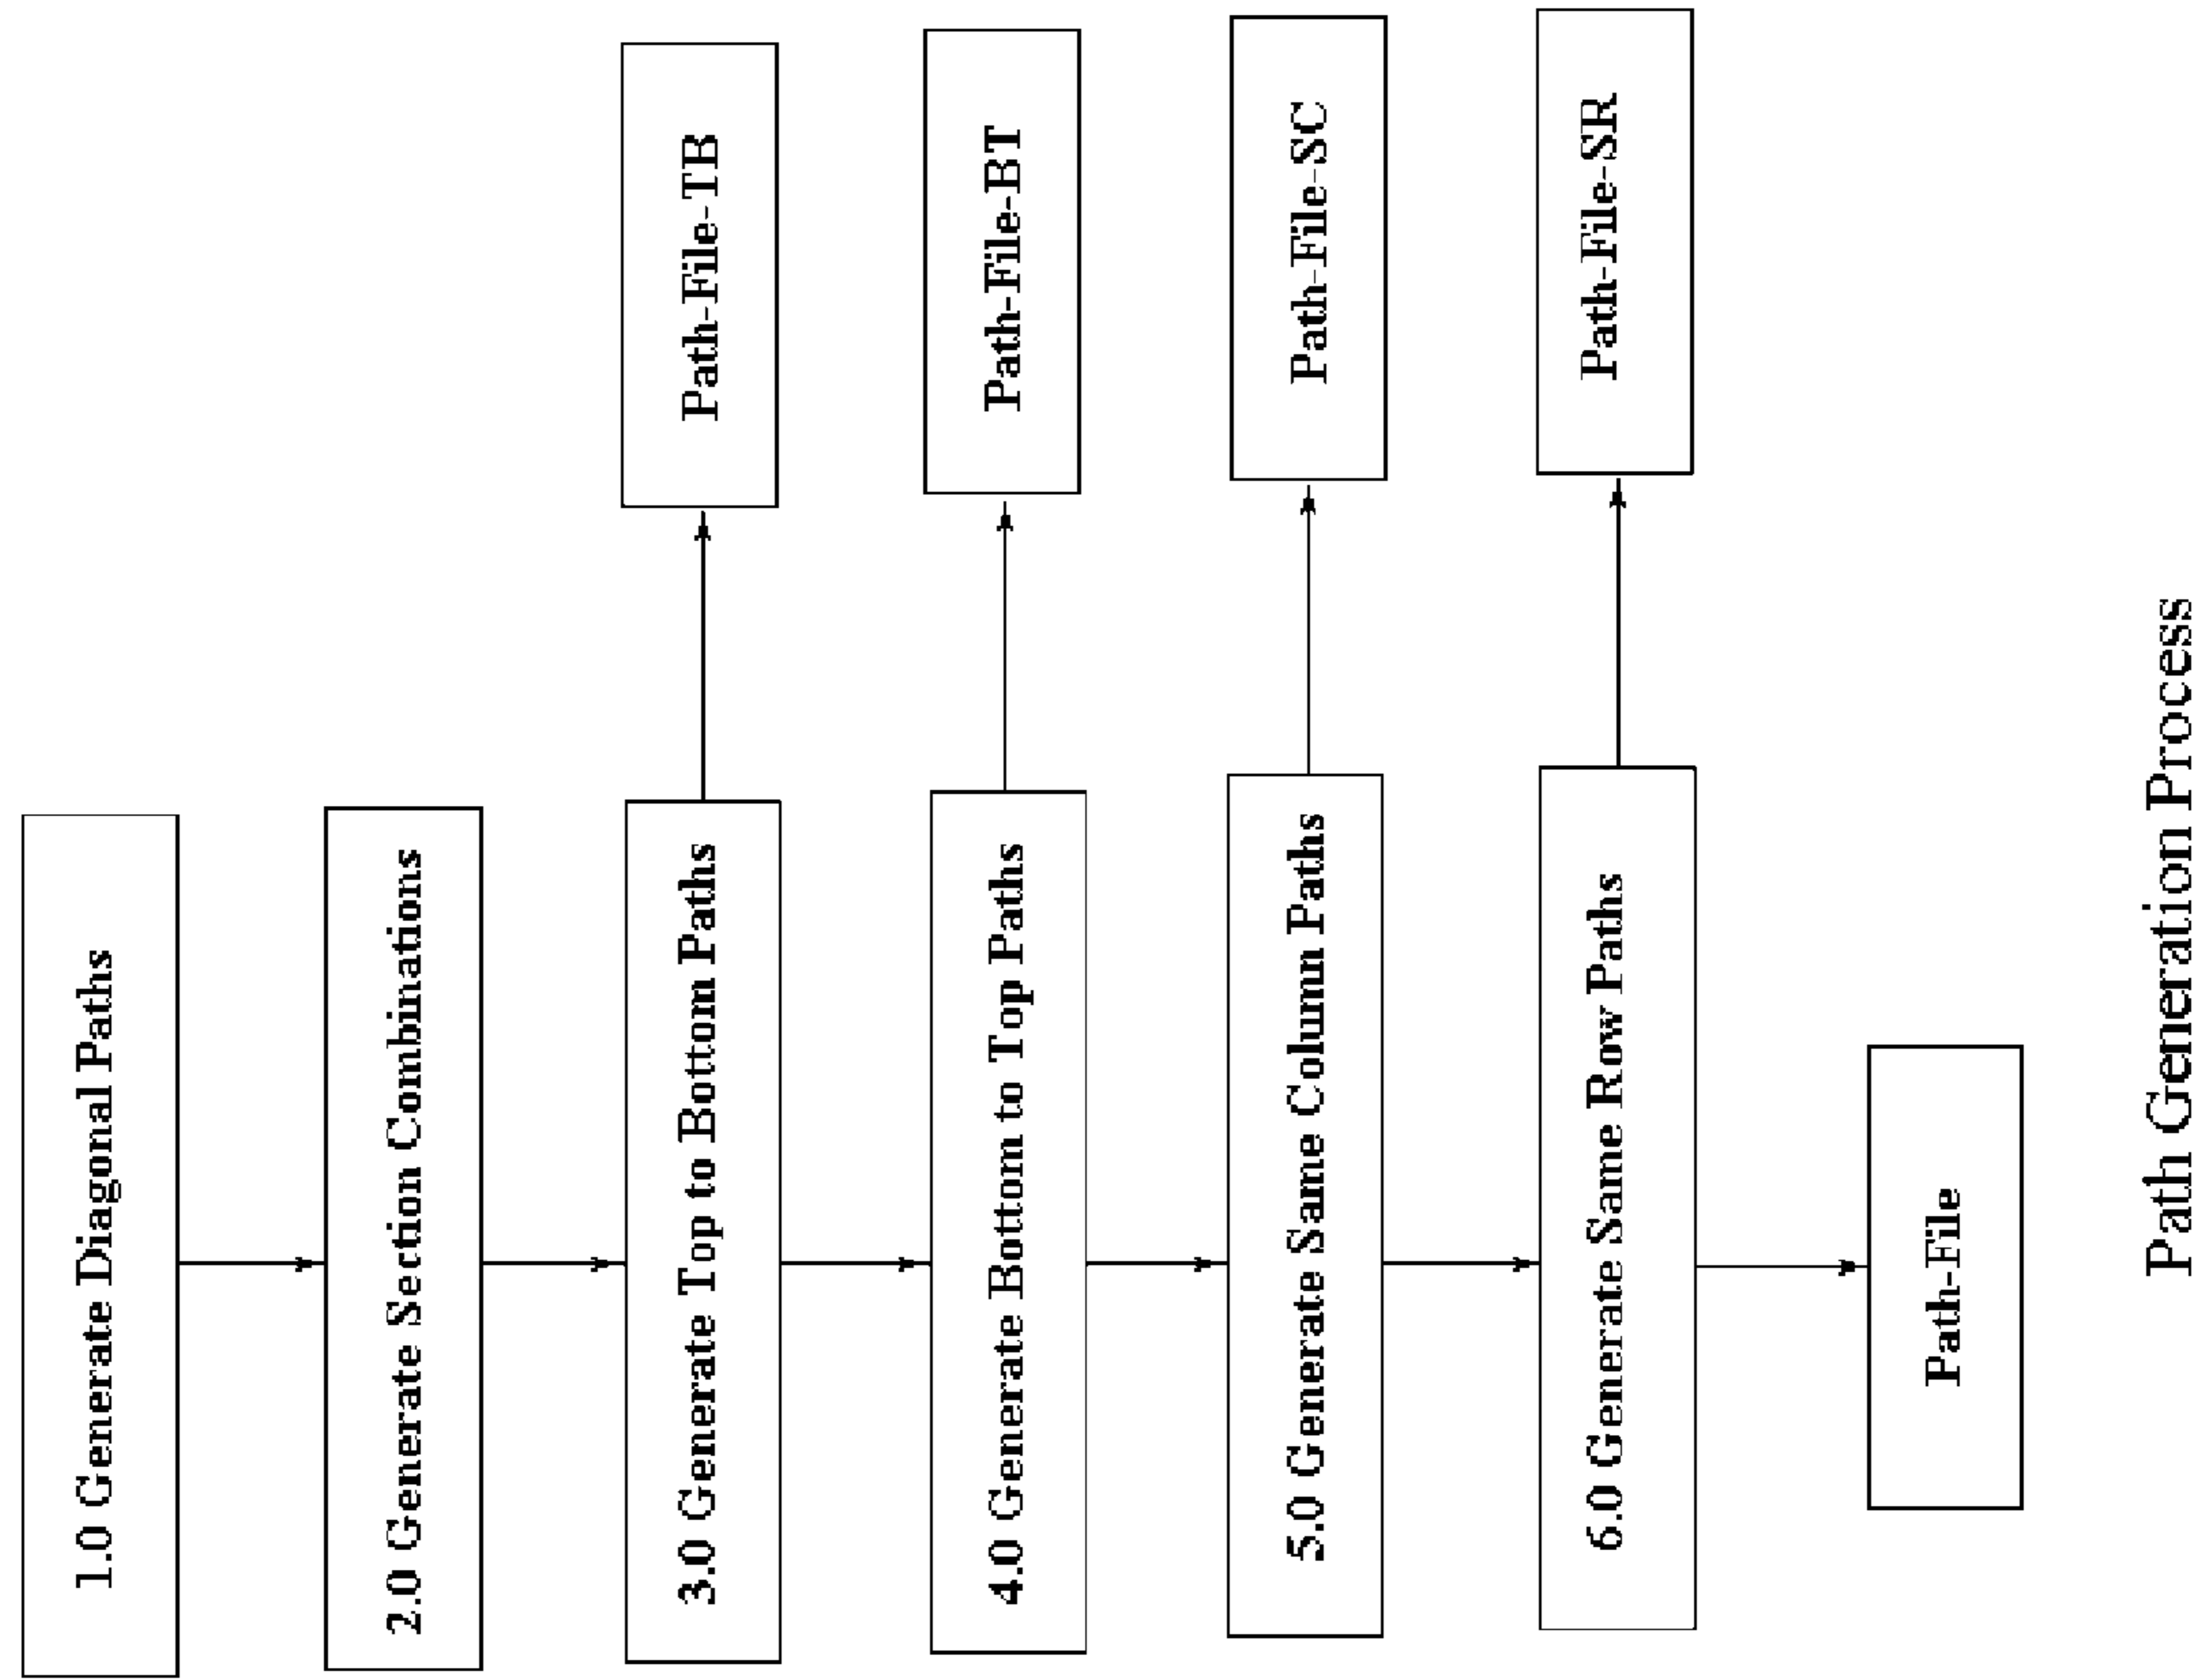 1.0 Generate Diagonal Paths
2.0 Generate Section Combinations
3.0 Generate Top to Bottom Paths
Path-File-TB
4.0 Generate Bottom to Top Paths
Path-File-BT
5.0 Generate Same Column Paths
Path-File-SC
6.0 Generate Same Row Paths
Path-File-SR
Path-File
Path Generation Process